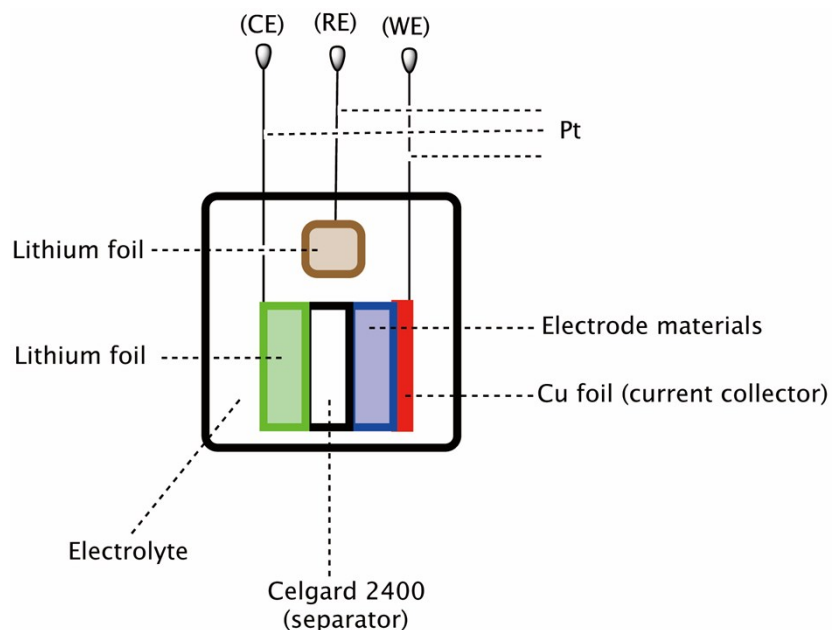 (CE) (RE) (WE)
Pt
Lithium foil
Electrode materials
Lithium foil
Cu foil (current collector)
Electrolyte
Celgard 2400
(separator)